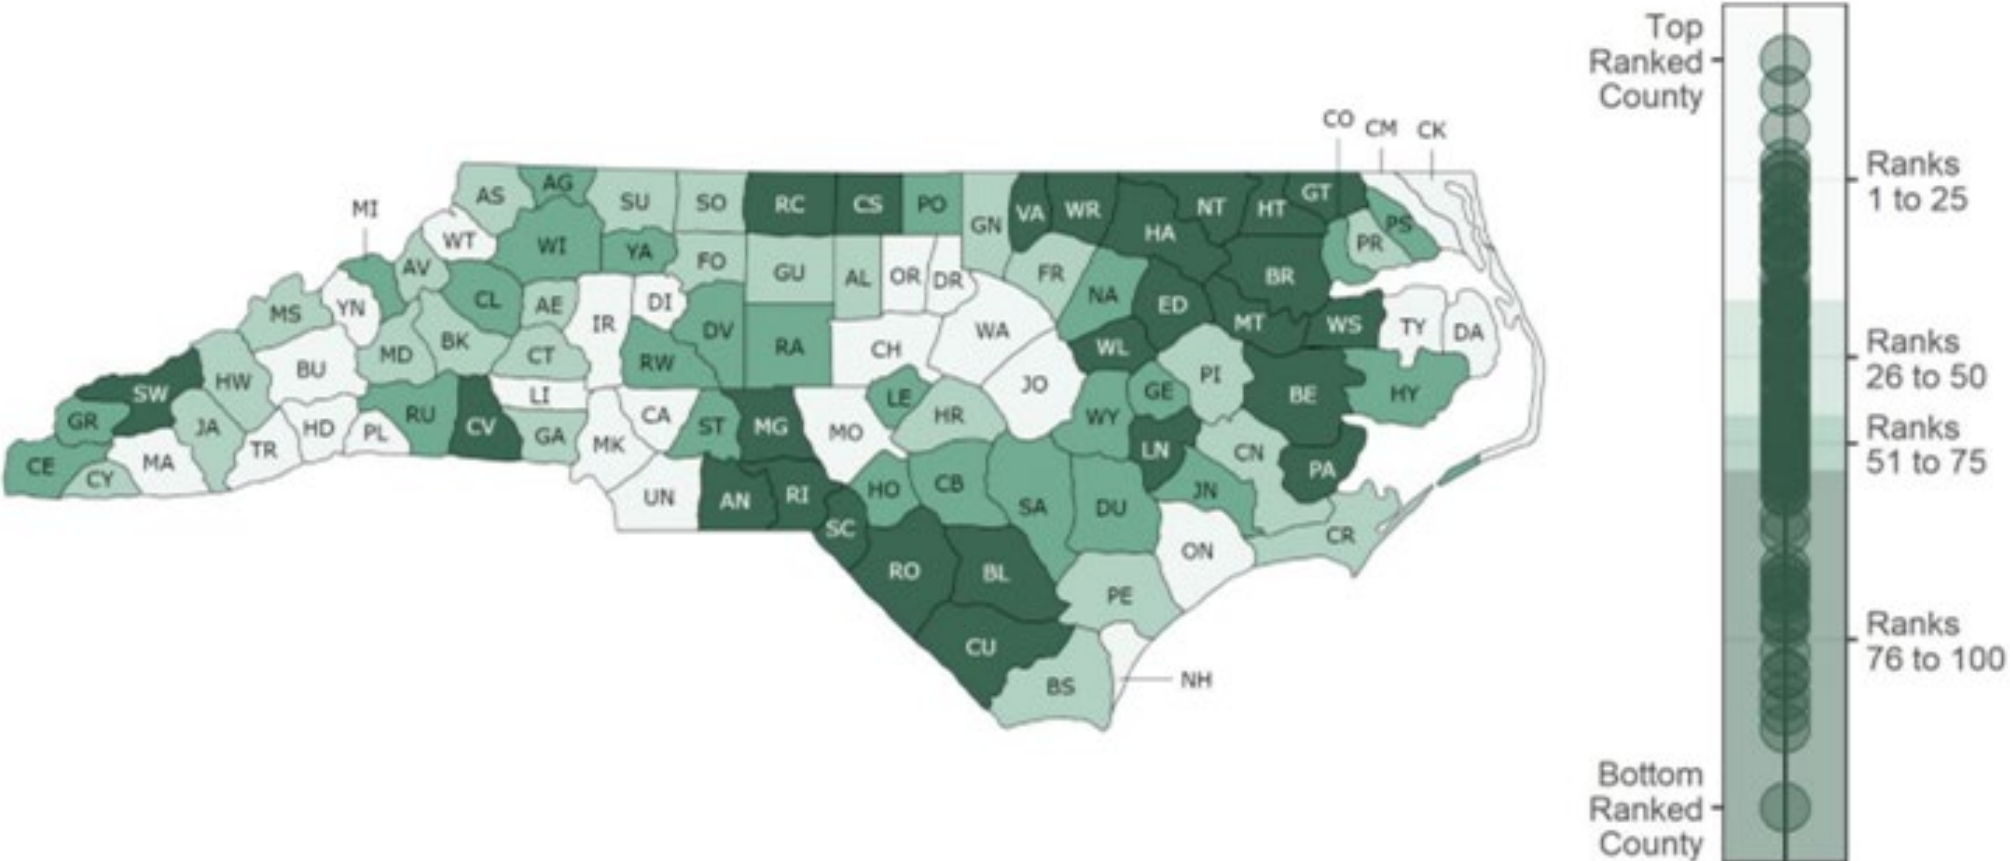 CO CM CK
AS AG SU SO RC CS PO GN VA WR HA NT HT GT
MI WT WI YA FO GU AL OR DR FR NA BR PR PS
AV CL AE IR DI DV RA CH WA ED MT WS TY DA
MS YN MD BK CT RW WL JO PI
SW HW BU LI CA ST MG MO LE HR WY GE BE HY
GR JA TR HD PL RU CV GA MK LN CN
CE CY MA UN AN RI HO CB SA DU JN PA
SC RO BL PE ON CR
CU BS NH
Top
Ranked
County
Ranks
1 to 25
Ranks
26 to 50
Ranks
51 to 75
Ranks
76 to 100
Bottom
Ranked
County